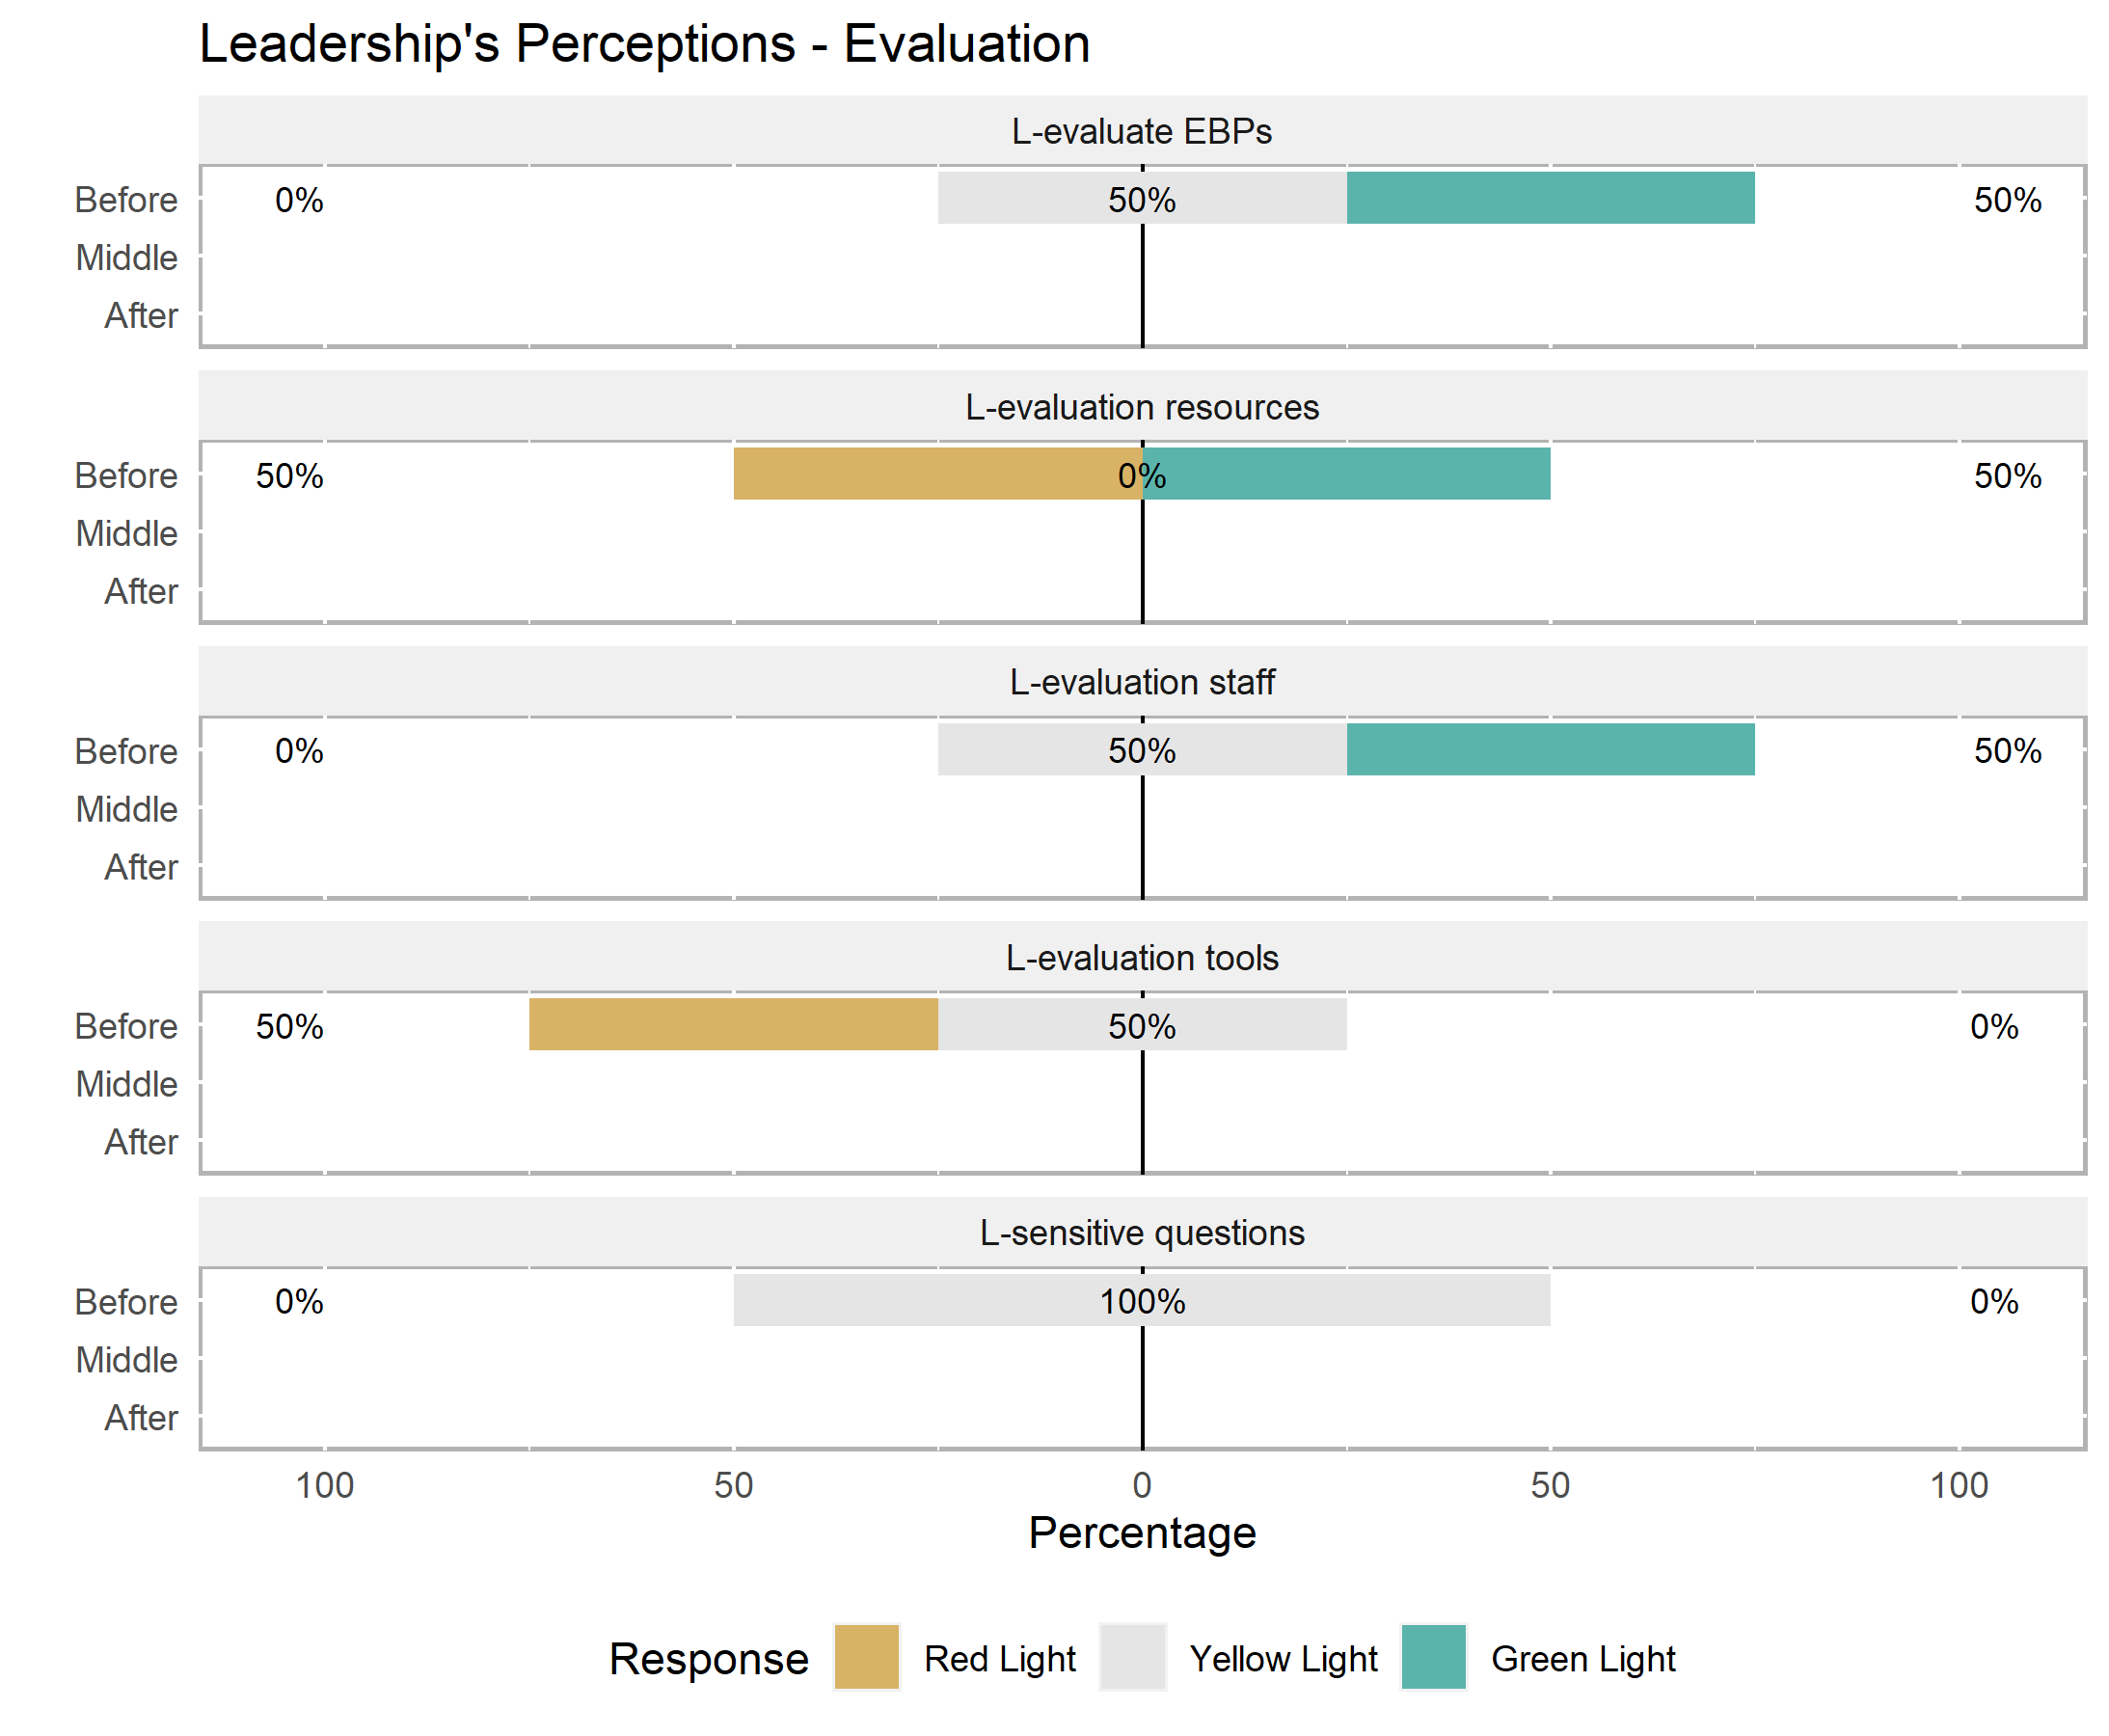 Leadership's Perceptions - Evaluation
L-evaluate EBPs
Before 0% 50% 50%
Middle
After
L-evaluation resources
Before 50% 0% 50%
Middle
After
L-evaluation staff
Before 0% 50% 50%
Middle
After
L-evaluation tools
Before 50% 50% 0%
Middle
After
L-sensitive questions
Before 0% 100% 0%
Middle
After
100 50 0 50 100
Percentage
Response Red Light Yellow Light Green Light